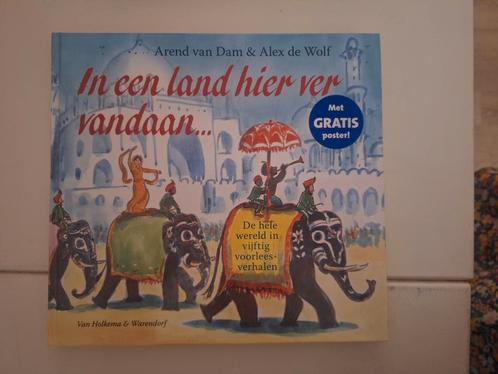 Arend van Dam & Alex de Wolf
In een land hier ver
vandaan...
Met
GRATIS
poster!
De hele
wereld in
vijftig
voorlees-
verhalen
Van Holkema & Warendorf